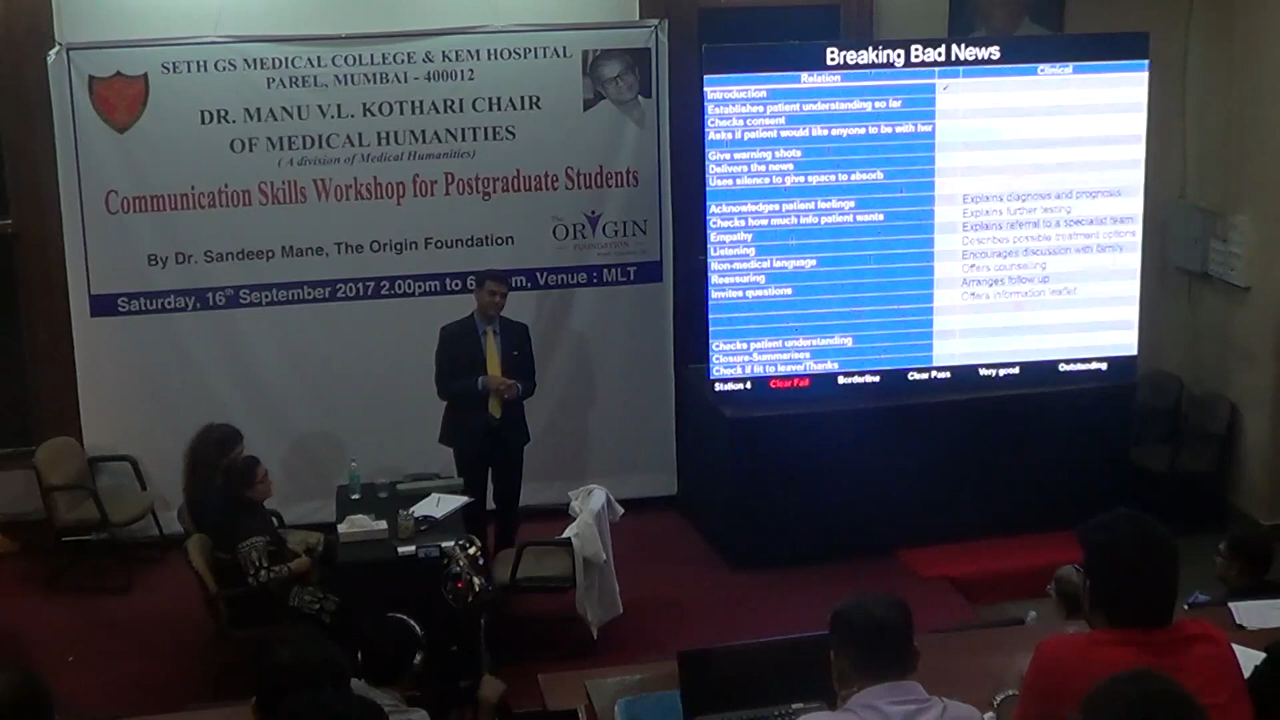 SETH GS MEDICAL COLLEGE & KEM HOSPITAL
PAREL, MUMBAI - 400012
DR. MANU V.L. KOTHARI CHAIR
OF MEDICAL HUMANITIES
( A division of Medical Humanities)
Communication Skills Workshop for Postgraduate Students
The
ORIGIN
FOUNDATION
By Dr. Sandeep Mane, The Origin Foundation
Saturday, 16th September 2017 2.00pm to 6 m, Venue : MLT
Breaking Bad News
Relation
Clinical
Introduction ✓
Establishes patient understanding so far
Checks consent
Asks if patient would like anyone to be with her
Give warning shots
Delivers the news
Uses silence to give space to absorb
Acknowledges patient feelings
Checks how much info patient wants
Empathy
Listening
Non-medical language
Reassuring
Invites questions
Checks patient understanding
Closure-Summarises
Check if fit to leave/Thanks
Explains diagnosis and prognosis
Explains further testing
Explains referral to a specialist team
Describes possible treatment options
Encourages discussion with family
Offers counselling
Arranges follow up
Offers information leaflet
Station 4 Clear Fail Borderline Clear Pass Very good Outstanding